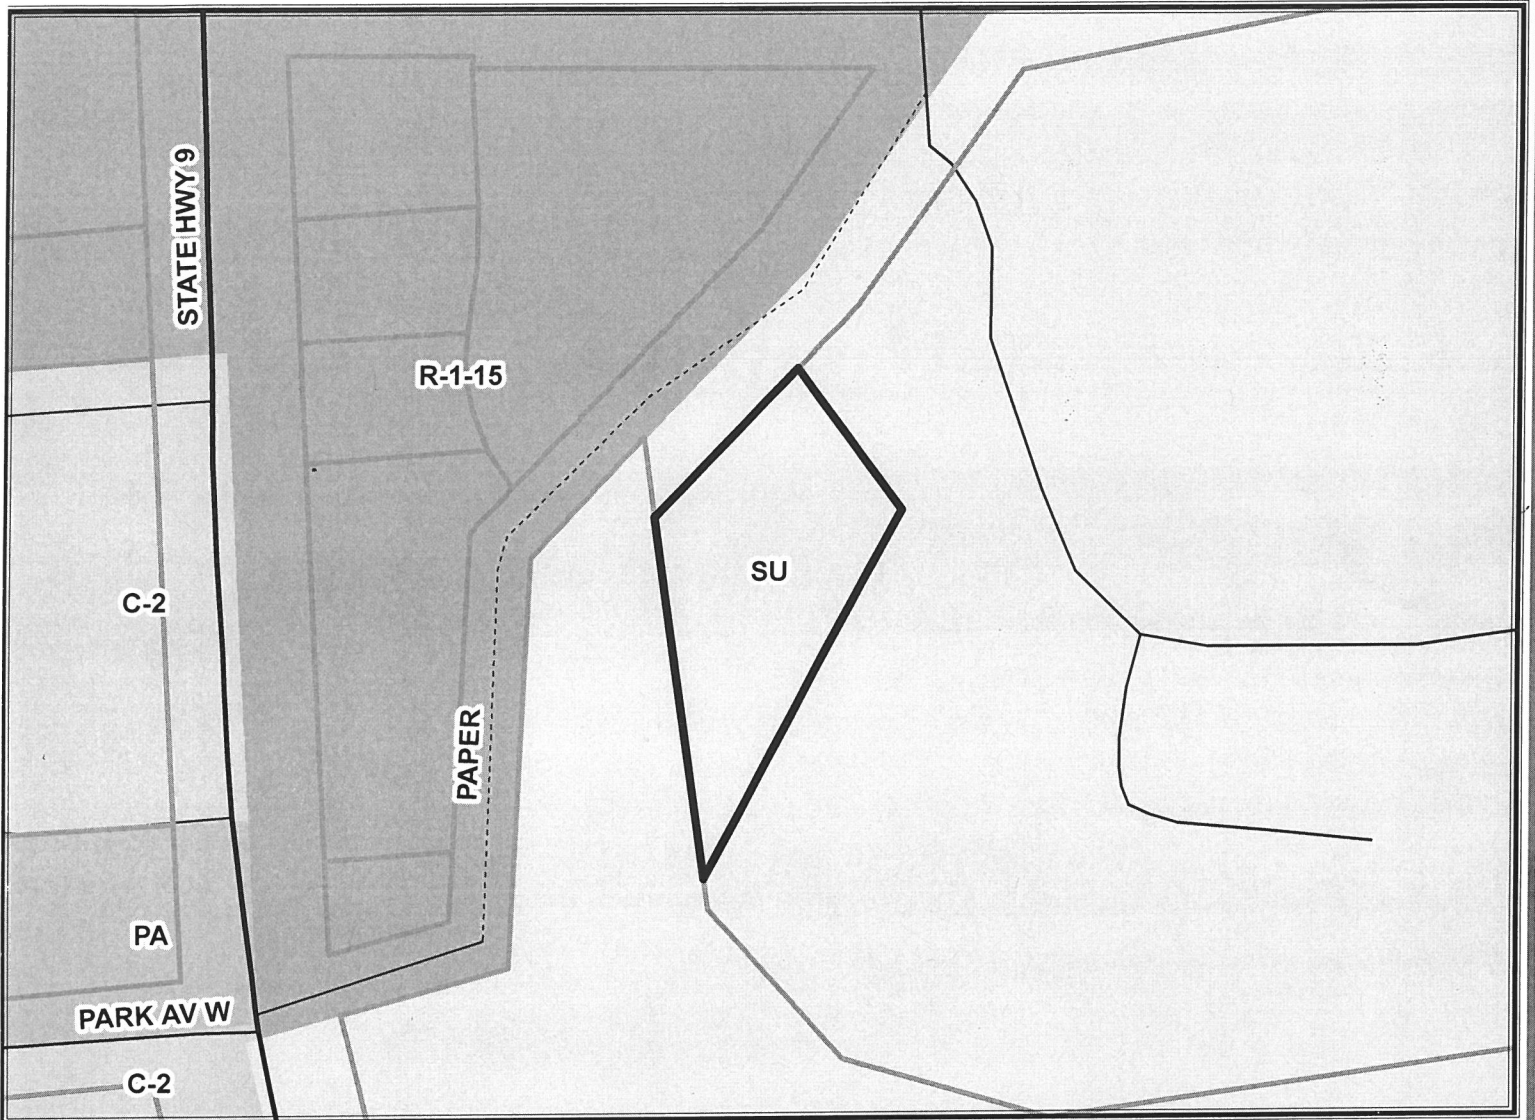 STATE HWY 9
R-1-15
SU
C-2
PAPER
PA
PARK AV W
C-2